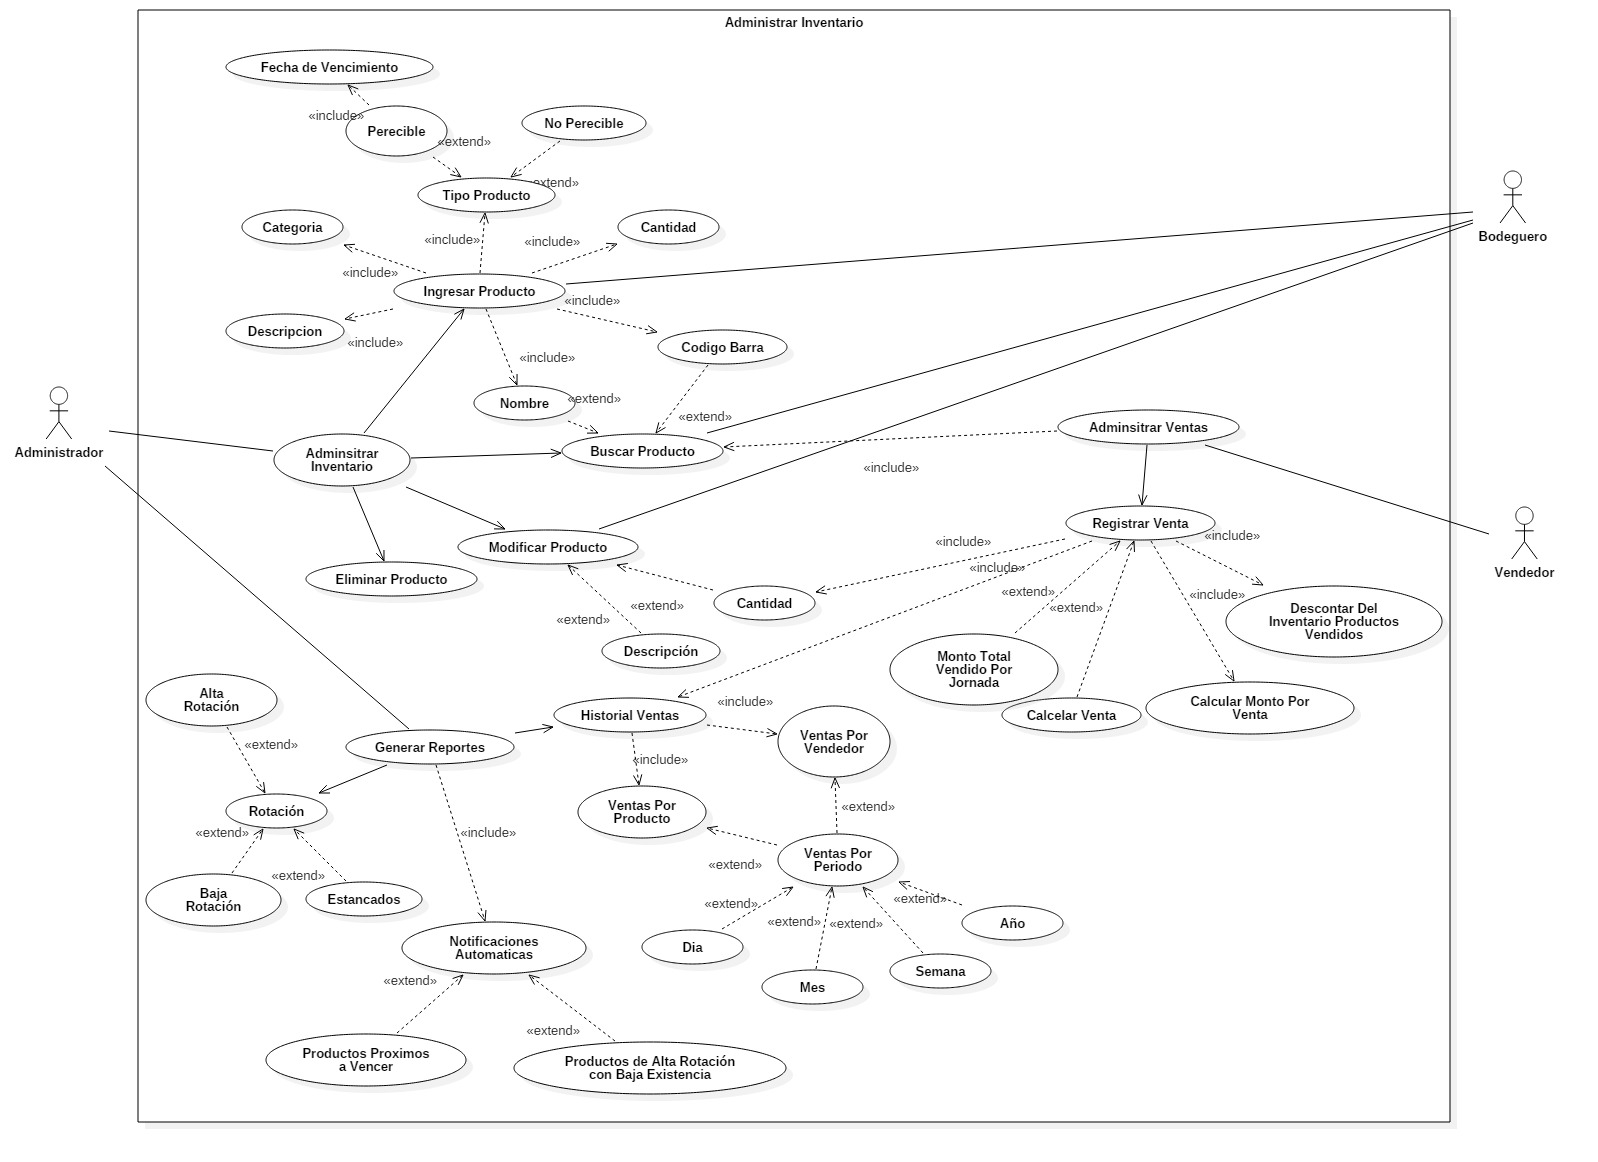 Administrar Inventario
Fecha de Vencimiento
«include»
Perecible
No Perecible
«extend»
«extend»
Tipo Producto
Categoria
Cantidad
«include»
«include»
«include»
Bodeguero
Ingresar Producto
«include»
Descripcion
«include»
Codigo Barra
«include»
Nombre
«extend»
«extend»
Administrador
Adminsitrar
Inventario
Buscar Producto
Adminsitrar Ventas
«include»
Registrar Venta
«include»
«include»
«include»
Modificar Producto
Eliminar Producto
Vendedor
«extend»
«include»
«extend»
Cantidad
«extend»
«extend»
Descontar Del
Inventario Productos
Vendidos
Descripción
Monto Total
Vendido Por
Jornada
Alta
Rotación
«include»
Calcular Monto Por
Venta
Historial Ventas
Calcelar Venta
Generar Reportes
Ventas Por
Vendedor
«extend»
«include»
Rotación
Ventas Por
Producto
«extend»
«extend»
«include»
Ventas Por
Periodo
«extend»
«extend»
Baja
Rotación
Estancados
«extend»
«extend»
«extend»
«extend»
Año
Notificaciones
Automaticas
Dia
Semana
Mes
«extend»
«extend»
Productos Proximos
a Vencer
Productos de Alta Rotación
con Baja Existencia